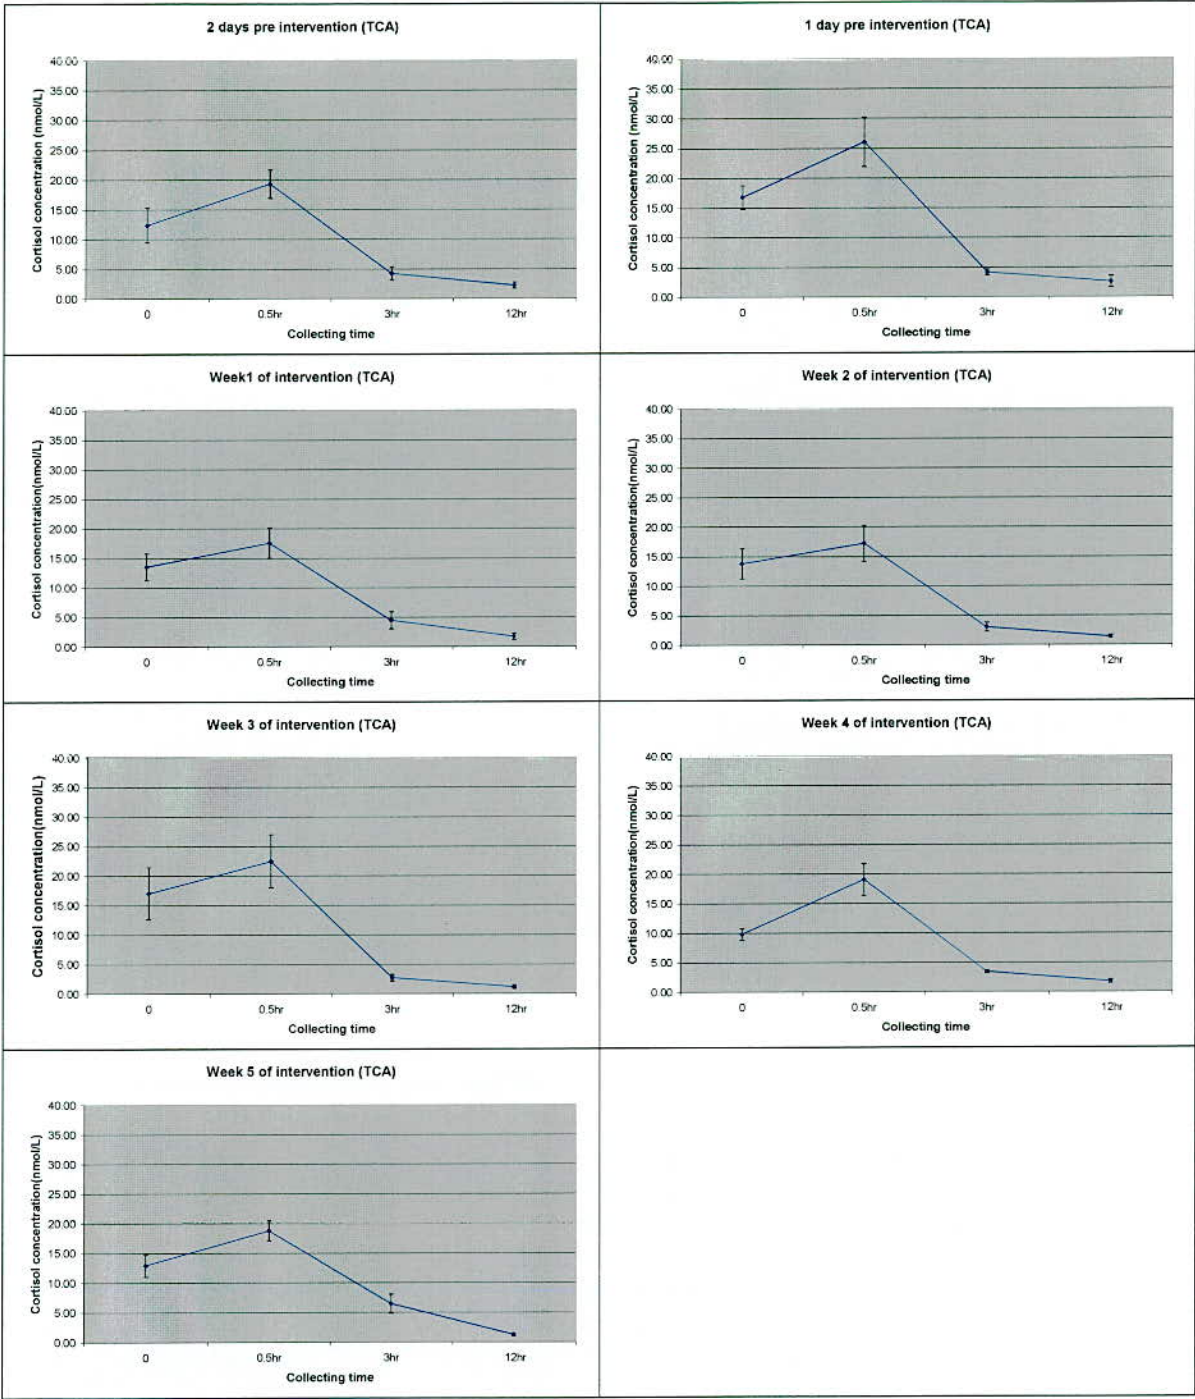 2 days pre intervention (TCA)
Cortisol concentration (nmol/L)
40.00
35.00
30.00
25.00
20.00
15.00
10.00
5.00
0.00
0 0.5hr 3hr 12hr
Collecting time
1 day pre intervention (TCA)
Cortisol concentration (nmol/L)
40.00
35.00
30.00
25.00
20.00
15.00
10.00
5.00
0.00
0 0.5hr 3hr 12hr
Collecting time
Week1 of intervention (TCA)
Cortisol concentration(nmol/L)
40.00
35.00
30.00
25.00
20.00
15.00
10.00
5.00
0.00
0 0.5hr 3hr 12hr
Collecting time
Week 2 of intervention (TCA)
Cortisol concentration(nmol/L)
40.00
35.00
30.00
25.00
20.00
15.00
10.00
5.00
0.00
0 0.5hr 3hr 12hr
Collecting time
Week 3 of intervention (TCA)
Cortisol concentration(nmol/L)
40.00
35.00
30.00
25.00
20.00
15.00
10.00
5.00
0.00
0 0.5hr 3hr 12hr
Collecting time
Week 4 of intervention (TCA)
Cortisol concentration(nmol/L)
40.00
35.00
30.00
25.00
20.00
15.00
10.00
5.00
0.00
0 0.5hr 3hr 12hr
Collecting time
Week 5 of intervention (TCA)
Cortisol concentration(nmol/L)
40.00
35.00
30.00
25.00
20.00
15.00
10.00
5.00
0.00
0 0.5hr 3hr 12hr
Collecting time